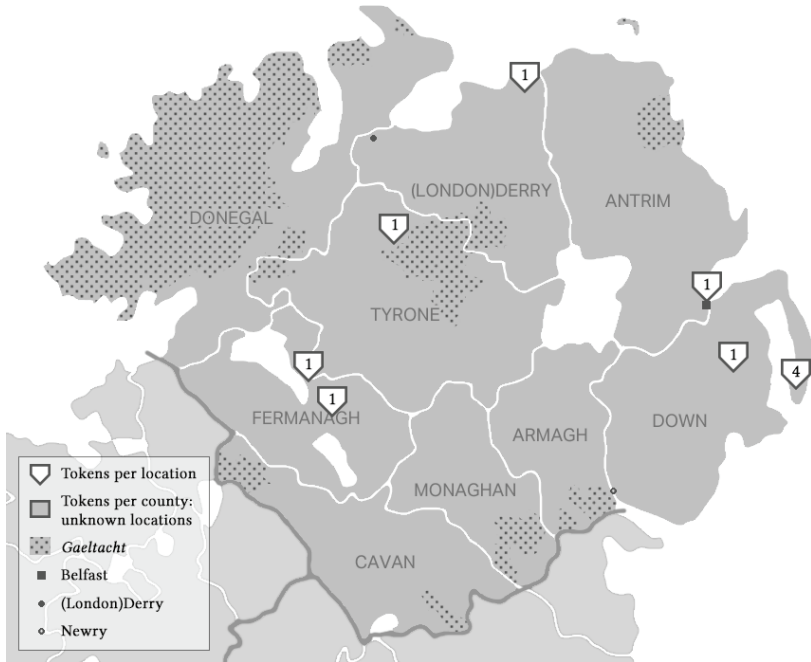 1
(LONDON)DERRY
ANTRIM
DONEGAL
1
1
TYRONE
1
1
4
1
FERMANAGH
DOWN
ARMAGH
MONAGHAN
CAVAN
Tokens per location
Tokens per county:
unknown locations
Gaeltacht
Belfast
(London)Derry
Newry